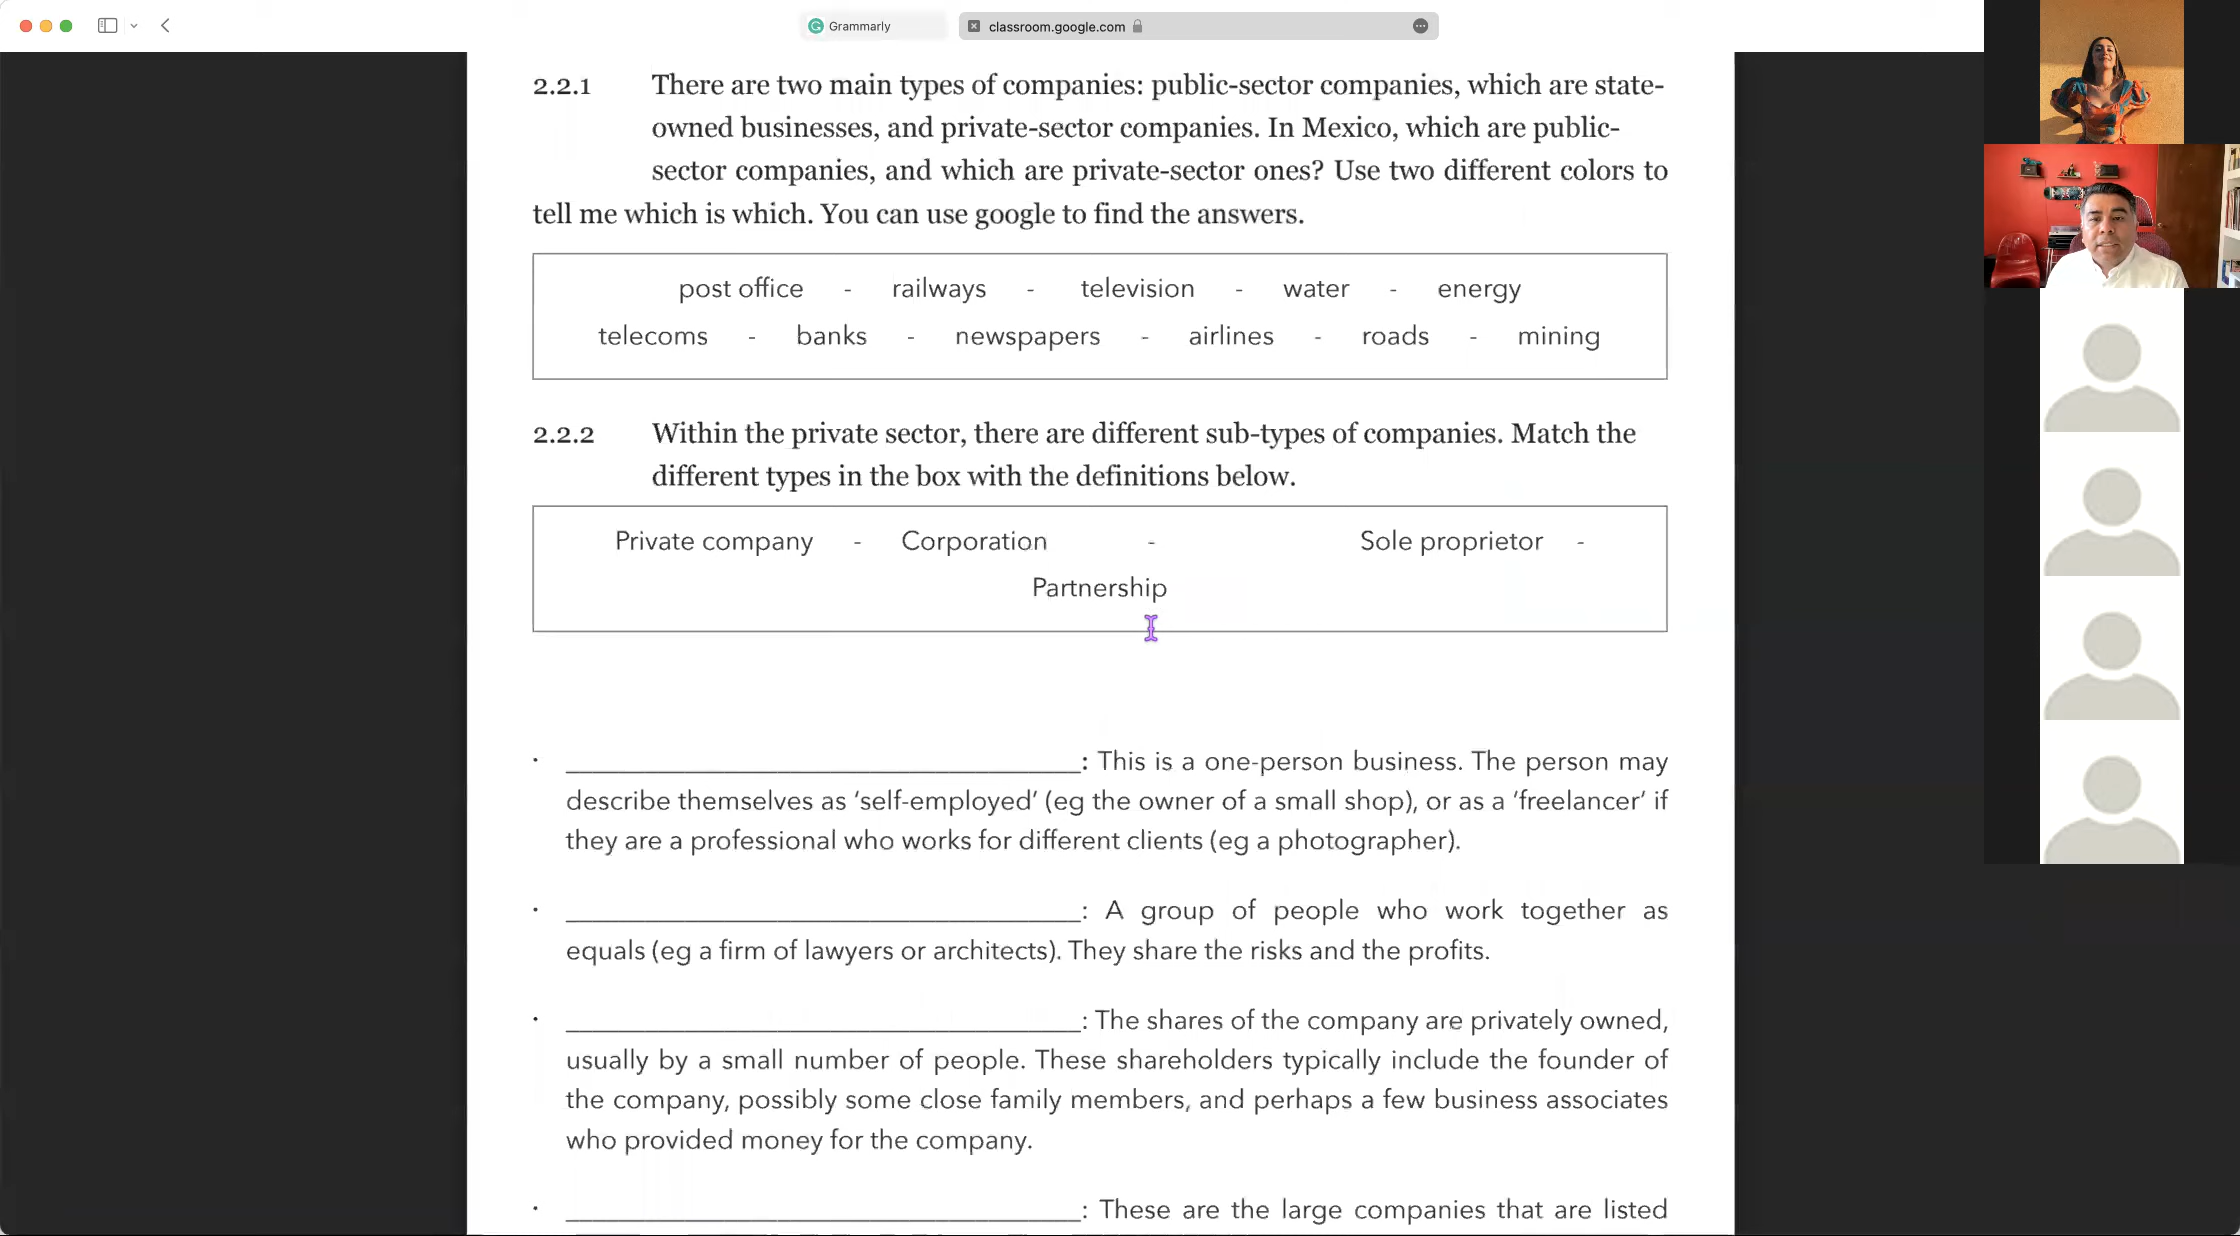 Grammarly
classroom.google.com
2.2.1 There are two main types of companies: public-sector companies, which are state-
owned businesses, and private-sector companies. In Mexico, which are public-
sector companies, and which are private-sector ones? Use two different colors to
tell me which is which. You can use google to find the answers.
post office - railways - television - water - energy
telecoms - banks - newspapers - airlines - roads - mining
2.2.2 Within the private sector, there are different sub-types of companies. Match the
different types in the box with the definitions below.
Private company - Corporation - Sole proprietor -
Partnership
· ______________________________: This is a one-person business. The person may
describe themselves as ‘self-employed’ (eg the owner of a small shop), or as a ‘freelancer’ if
they are a professional who works for different clients (eg a photographer).
· ______________________________: A group of people who work together as
equals (eg a firm of lawyers or architects). They share the risks and the profits.
· ______________________________: The shares of the company are privately owned,
usually by a small number of people. These shareholders typically include the founder of
the company, possibly some close family members, and perhaps a few business associates
who provided money for the company.
· ______________________________: These are the large companies that are listed